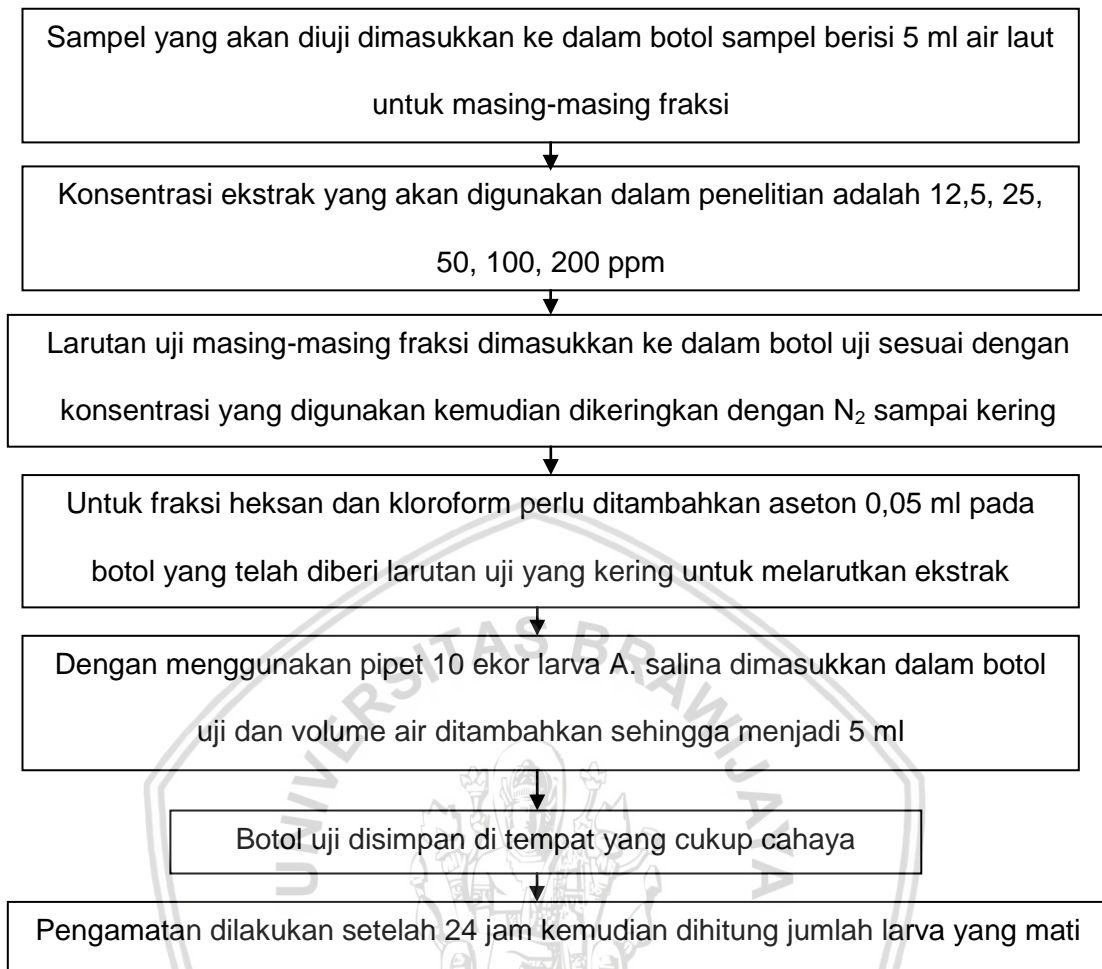 Sampel yang akan diuji dimasukkan ke dalam botol sampel berisi 5 ml air laut
untuk masing-masing fraksi
Konsentrasi ekstrak yang akan digunakan dalam penelitian adalah 12,5, 25,
50, 100, 200 ppm
Larutan uji masing-masing fraksi dimasukkan ke dalam botol uji sesuai dengan
konsentrasi yang digunakan kemudian dikeringkan dengan N₂ sampai kering
Untuk fraksi heksan dan kloroform perlu ditambahkan aseton 0,05 ml pada
botol yang telah diberi larutan uji yang kering untuk melarutkan ekstrak
Dengan menggunakan pipet 10 ekor larva A. salina dimasukkan dalam botol
uji dan volume air ditambahkan sehingga menjadi 5 ml
Botol uji disimpan di tempat yang cukup cahaya
Pengamatan dilakukan setelah 24 jam kemudian dihitung jumlah larva yang mati
UNIVERSITAS BRAWIJAYA